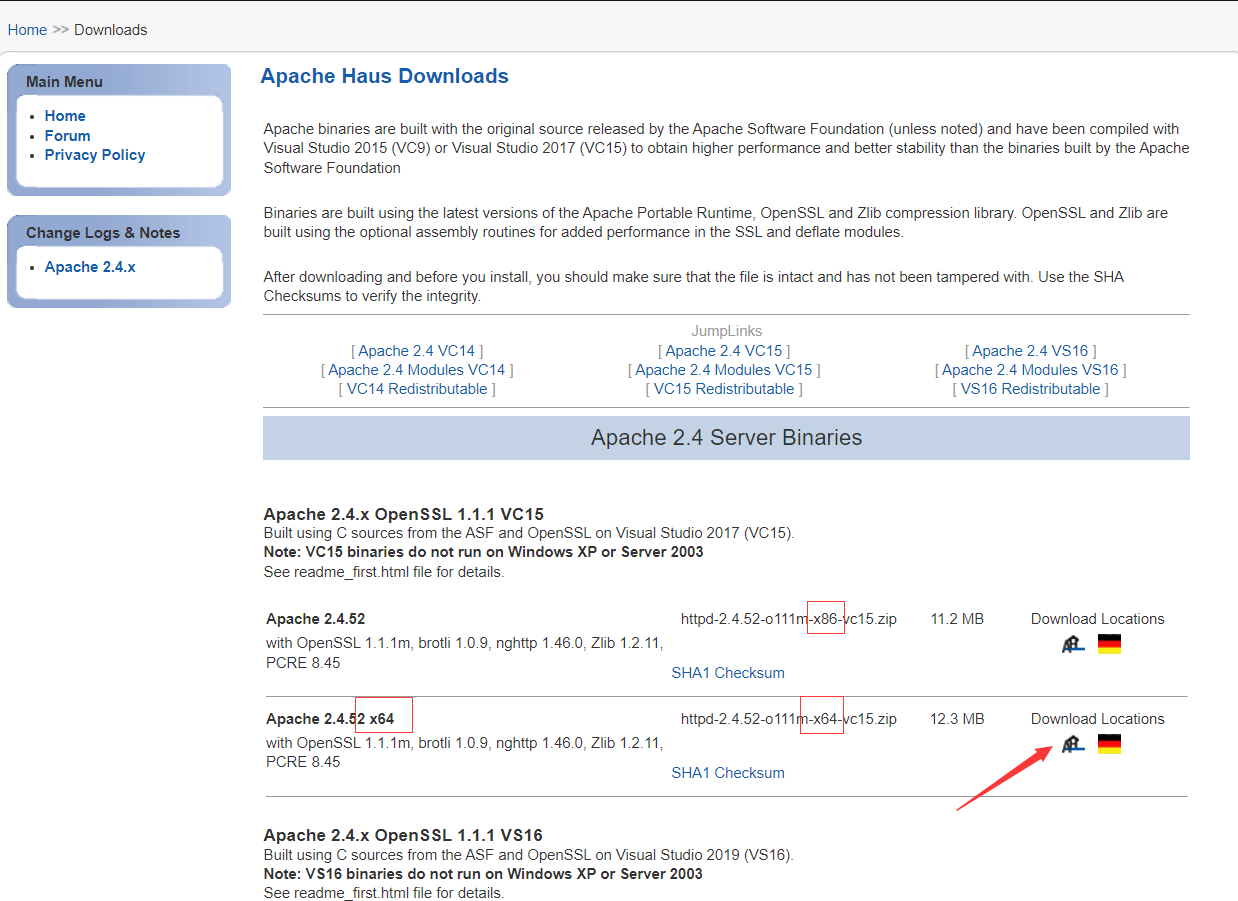 Home >> Downloads
Main Menu
Home
Forum
Privacy Policy
Change Logs & Notes
Apache 2.4.x
Apache Haus Downloads
Apache binaries are built with the original source released by the Apache Software Foundation (unless noted) and have been compiled with
Visual Studio 2015 (VC9) or Visual Studio 2017 (VC15) to obtain higher performance and better stability than the binaries built by the Apache
Software Foundation
Binaries are built using the latest versions of the Apache Portable Runtime, OpenSSL and Zlib compression library. OpenSSL and Zlib are
built using the optional assembly routines for added performance in the SSL and deflate modules.
After downloading and before you install, you should make sure that the file is intact and has not been tampered with. Use the SHA
Checksums to verify the integrity.
JumpLinks
[ Apache 2.4 VC14 ] [ Apache 2.4 VC15 ] [ Apache 2.4 VS16 ]
[ Apache 2.4 Modules VC14 ] [ Apache 2.4 Modules VC15 ] [ Apache 2.4 Modules VS16 ]
[ VC14 Redistributable ] [ VC15 Redistributable ] [ VS16 Redistributable ]
Apache 2.4 Server Binaries
Apache 2.4.x OpenSSL 1.1.1 VC15
Built using C sources from the ASF and OpenSSL on Visual Studio 2017 (VC15).
Note: VC15 binaries do not run on Windows XP or Server 2003
See readme_first.html file for details.
Apache 2.4.52 httpd-2.4.52-o111m-x86-vc15.zip 11.2 MB Download Locations
with OpenSSL 1.1.1m, brotli 1.0.9, nghttp 1.46.0, Zlib 1.2.11,
PCRE 8.45
SHA1 Checksum
Apache 2.4.52 x64 httpd-2.4.52-o111m-x64-vc15.zip 12.3 MB Download Locations
with OpenSSL 1.1.1m, brotli 1.0.9, nghttp 1.46.0, Zlib 1.2.11,
PCRE 8.45
SHA1 Checksum
Apache 2.4.x OpenSSL 1.1.1 VS16
Built using C sources from the ASF and OpenSSL on Visual Studio 2019 (VS16).
Note: VS16 binaries do not run on Windows XP or Server 2003
See readme_first.html file for details.